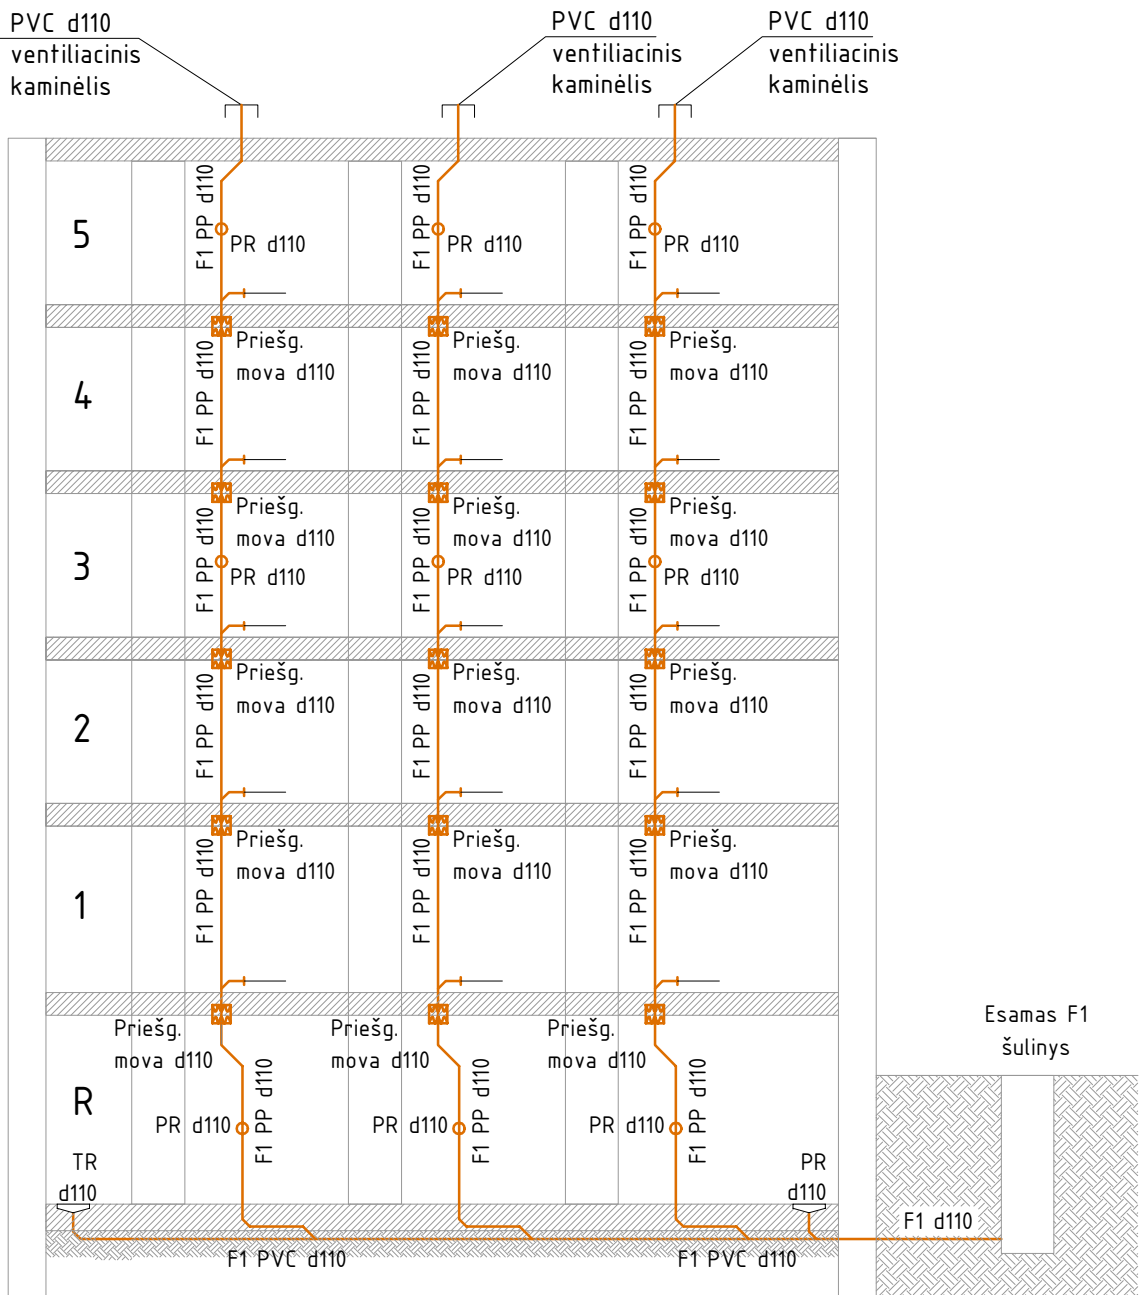 PVC d110
ventiliacinis
kaminėlis
PVC d110
ventiliacinis
kaminėlis
PVC d110
ventiliacinis
kaminėlis
5
F1 PP d110
PR d110
F1 PP d110
PR d110
F1 PP d110
PR d110
4
F1 PP d110
Priešg.
mova d110
F1 PP d110
Priešg.
mova d110
F1 PP d110
Priešg.
mova d110
3
F1 PP d110
Priešg.
mova d110
PR d110
F1 PP d110
Priešg.
mova d110
PR d110
F1 PP d110
Priešg.
mova d110
PR d110
2
F1 PP d110
Priešg.
mova d110
F1 PP d110
Priešg.
mova d110
F1 PP d110
Priešg.
mova d110
1
F1 PP d110
Priešg.
mova d110
F1 PP d110
Priešg.
mova d110
F1 PP d110
Priešg.
mova d110
R
Priešg.
mova d110
PR d110
F1 PP d110
Priešg.
mova d110
PR d110
F1 PP d110
Priešg.
mova d110
PR d110
F1 PP d110
TR
d110
PR
d110
F1 PVC d110
F1 PVC d110
Esamas F1
šulinys
F1 d110